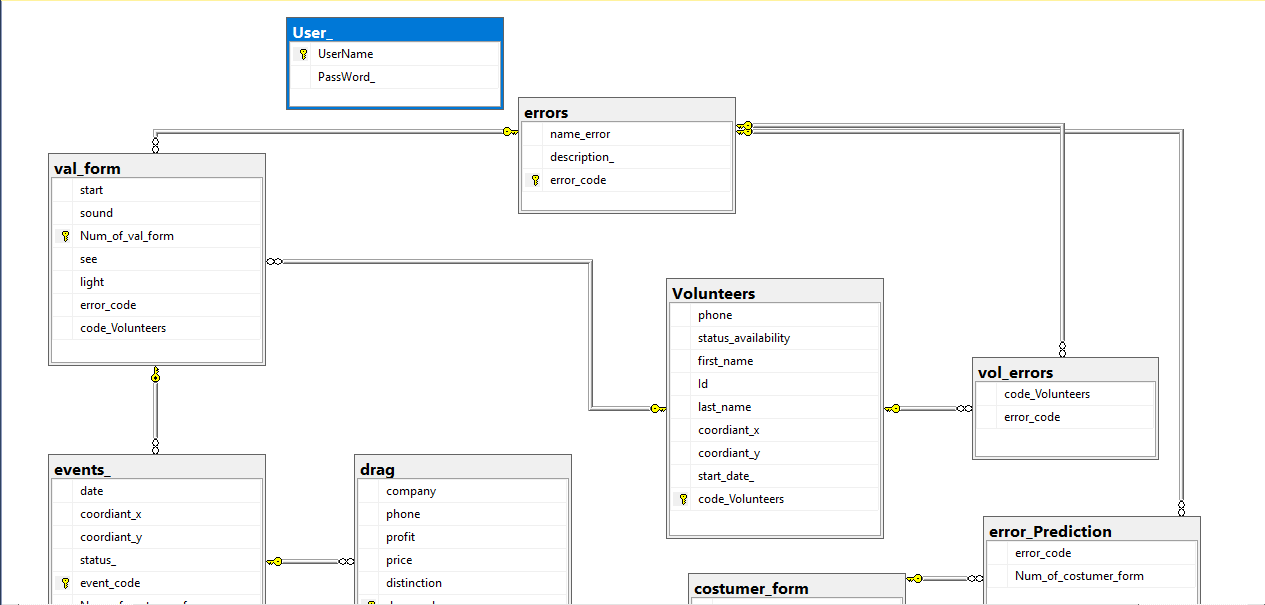 User_
UserName
PassWord_
errors
name_error
description_
error_code
val_form
start
sound
Num_of_val_form
see
light
error_code
code_Volunteers
Volunteers
phone
status_availability
first_name
Id
last_name
coordiant_x
coordiant_y
start_date_
code_Volunteers
vol_errors
code_Volunteers
error_code
events_
date
coordiant_x
coordiant_y
status_
event_code
drag
company
phone
profit
price
distinction
error_Prediction
error_code
Num_of_costumer_form
costumer_form